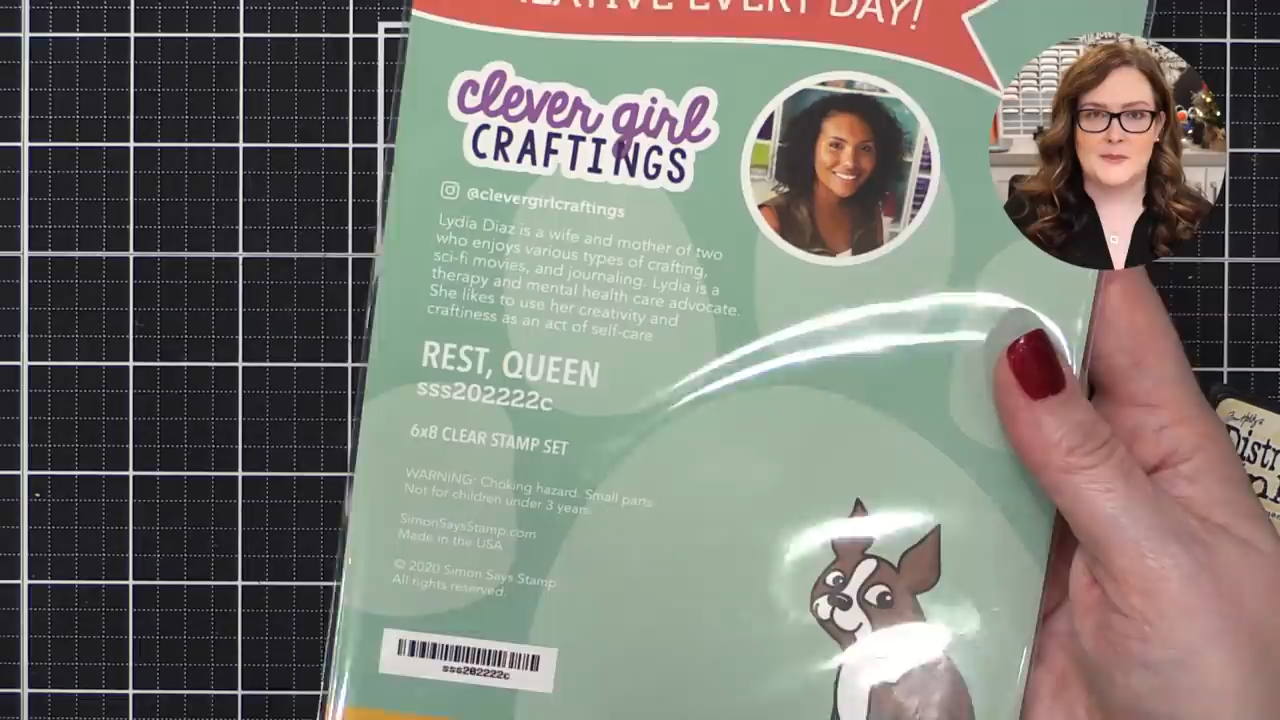 EVERY DAY!
clever girl
CRAFTINGS
@clevergirlcraftings
Lydia Diaz is a wife and mother of two
who enjoys various types of crafting,
sci-fi movies, and journaling. Lydia is a
therapy and mental health care advocate.
She likes to use her creativity and
craftiness as an act of self-care
REST, QUEEN
sss202222c
6x8 CLEAR STAMP SET
WARNING: Choking hazard. Small parts
Not for children under 3 years.
SimonSaysStamp.com
Made in the USA
© 2020 Simon Says Stamp
All rights reserved.
sss202222c